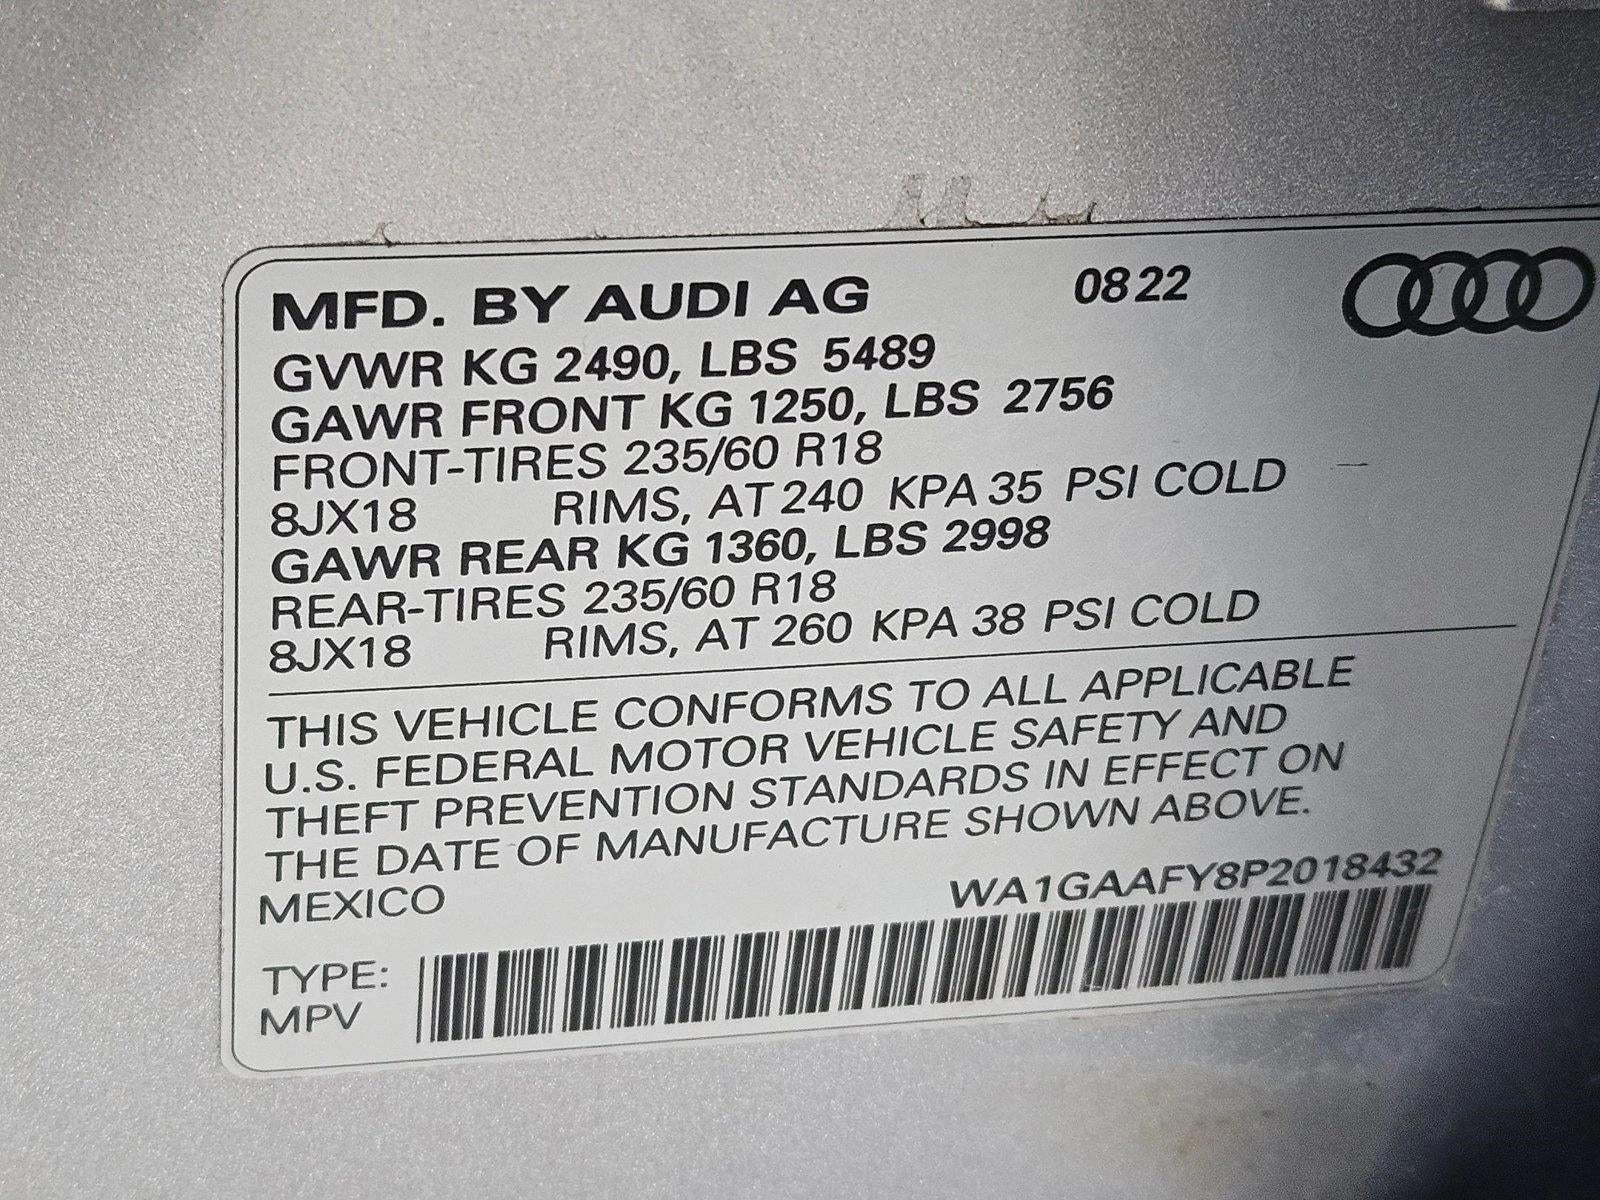 MFD. BY AUDI AG 0822
GVWR KG 2490, LBS 5489
GAWR FRONT KG 1250, LBS 2756
FRONT-TIRES 235/60 R18
8JX18 RIMS, AT 240 KPA 35 PSI COLD
GAWR REAR KG 1360, LBS 2998
REAR-TIRES 235/60 R18
8JX18 RIMS, AT 260 KPA 38 PSI COLD
THIS VEHICLE CONFORMS TO ALL APPLICABLE
U.S. FEDERAL MOTOR VEHICLE SAFETY AND
THEFT PREVENTION STANDARDS IN EFFECT ON
THE DATE OF MANUFACTURE SHOWN ABOVE.
MEXICO WA1GAAFY8P2018432
TYPE:
MPV